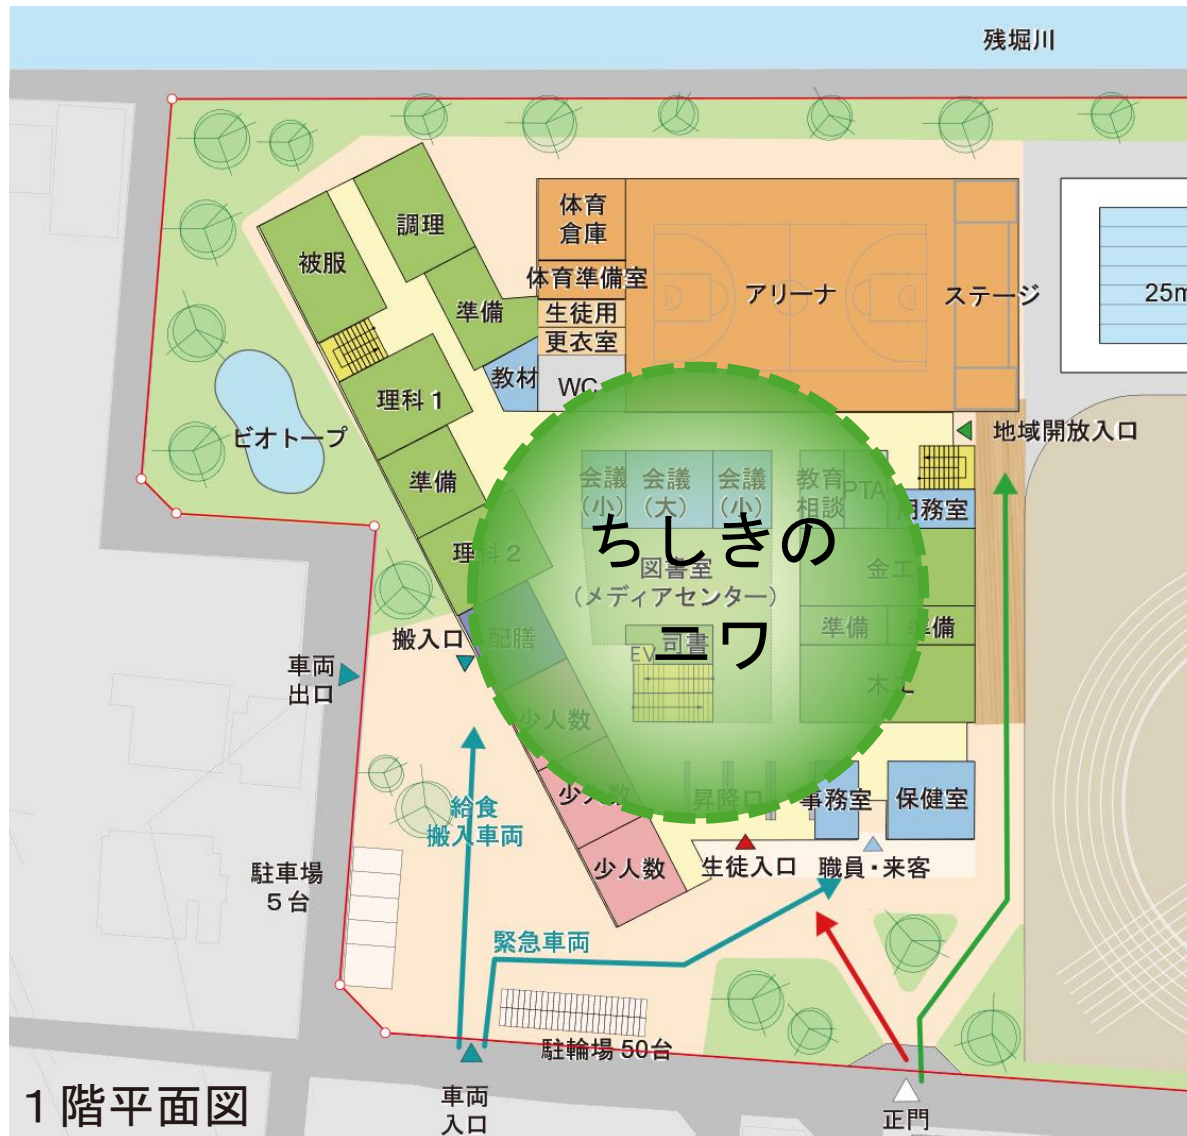 残堀川
体育
倉庫
調理
被服
体育準備室
アリーナ
ステージ
25m
準備
生徒用
更衣室
教材
WC
理科1
ビオトープ
地域開放入口
準備
会議
(小)
会議
(大)
会議
(小)
教育
相談
PTA
用務室
ちしきの
ニワ
理科2
図書室
(メディアセンター)
金工
配膳
搬入口
EV
司書
準備
準備
車両
出口
木工
少人数
少人数
昇降口
事務室
保健室
給食
搬入車両
少人数
生徒入口
職員・来客
駐車場
5台
緊急車両
駐輪場50台
車両
入口
正門
1階平面図